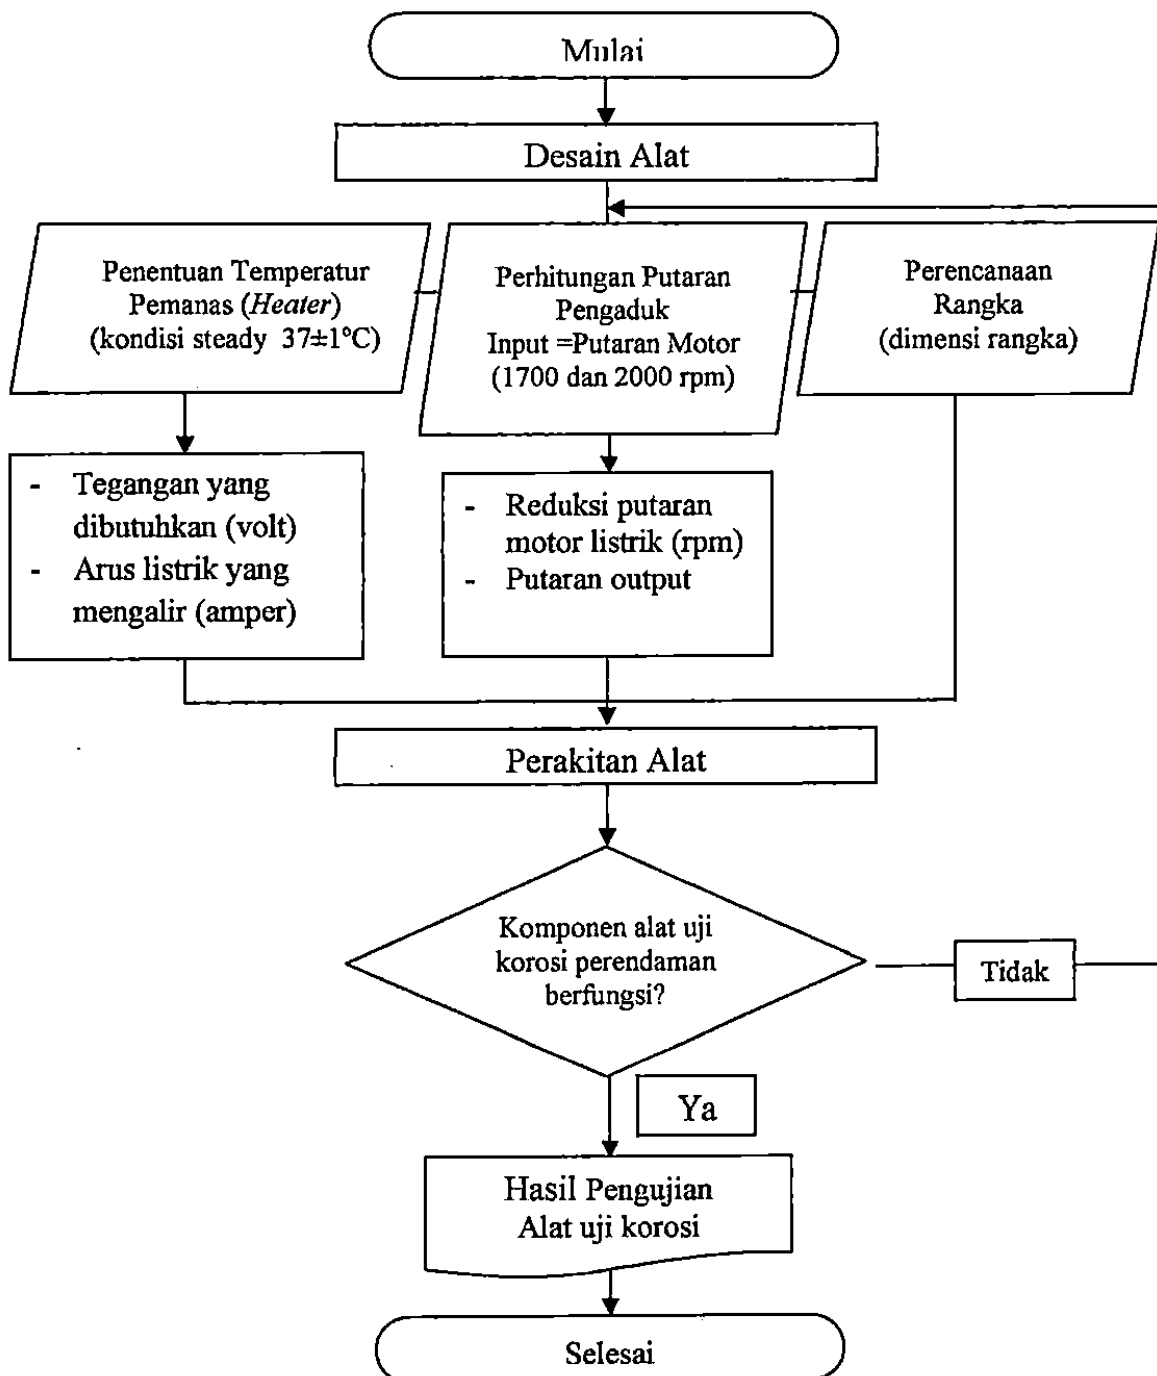 Mulai
Desain Alat
Penentuan Temperatur
Pemanas (Heater)
(kondisi steady 37±1°C)
Perhitungan Putaran
Pengaduk
Input =Putaran Motor
(1700 dan 2000 rpm)
Perencanaan
Rangka
(dimensi rangka)
- Tegangan yang
dibutuhkan (volt)
- Arus listrik yang
mengalir (amper)
- Reduksi putaran
motor listrik (rpm)
- Putaran output
Perakitan Alat
Komponen alat uji
korosi perendaman
berfungsi?
Tidak
Ya
Hasil Pengujian
Alat uji korosi
Selesai